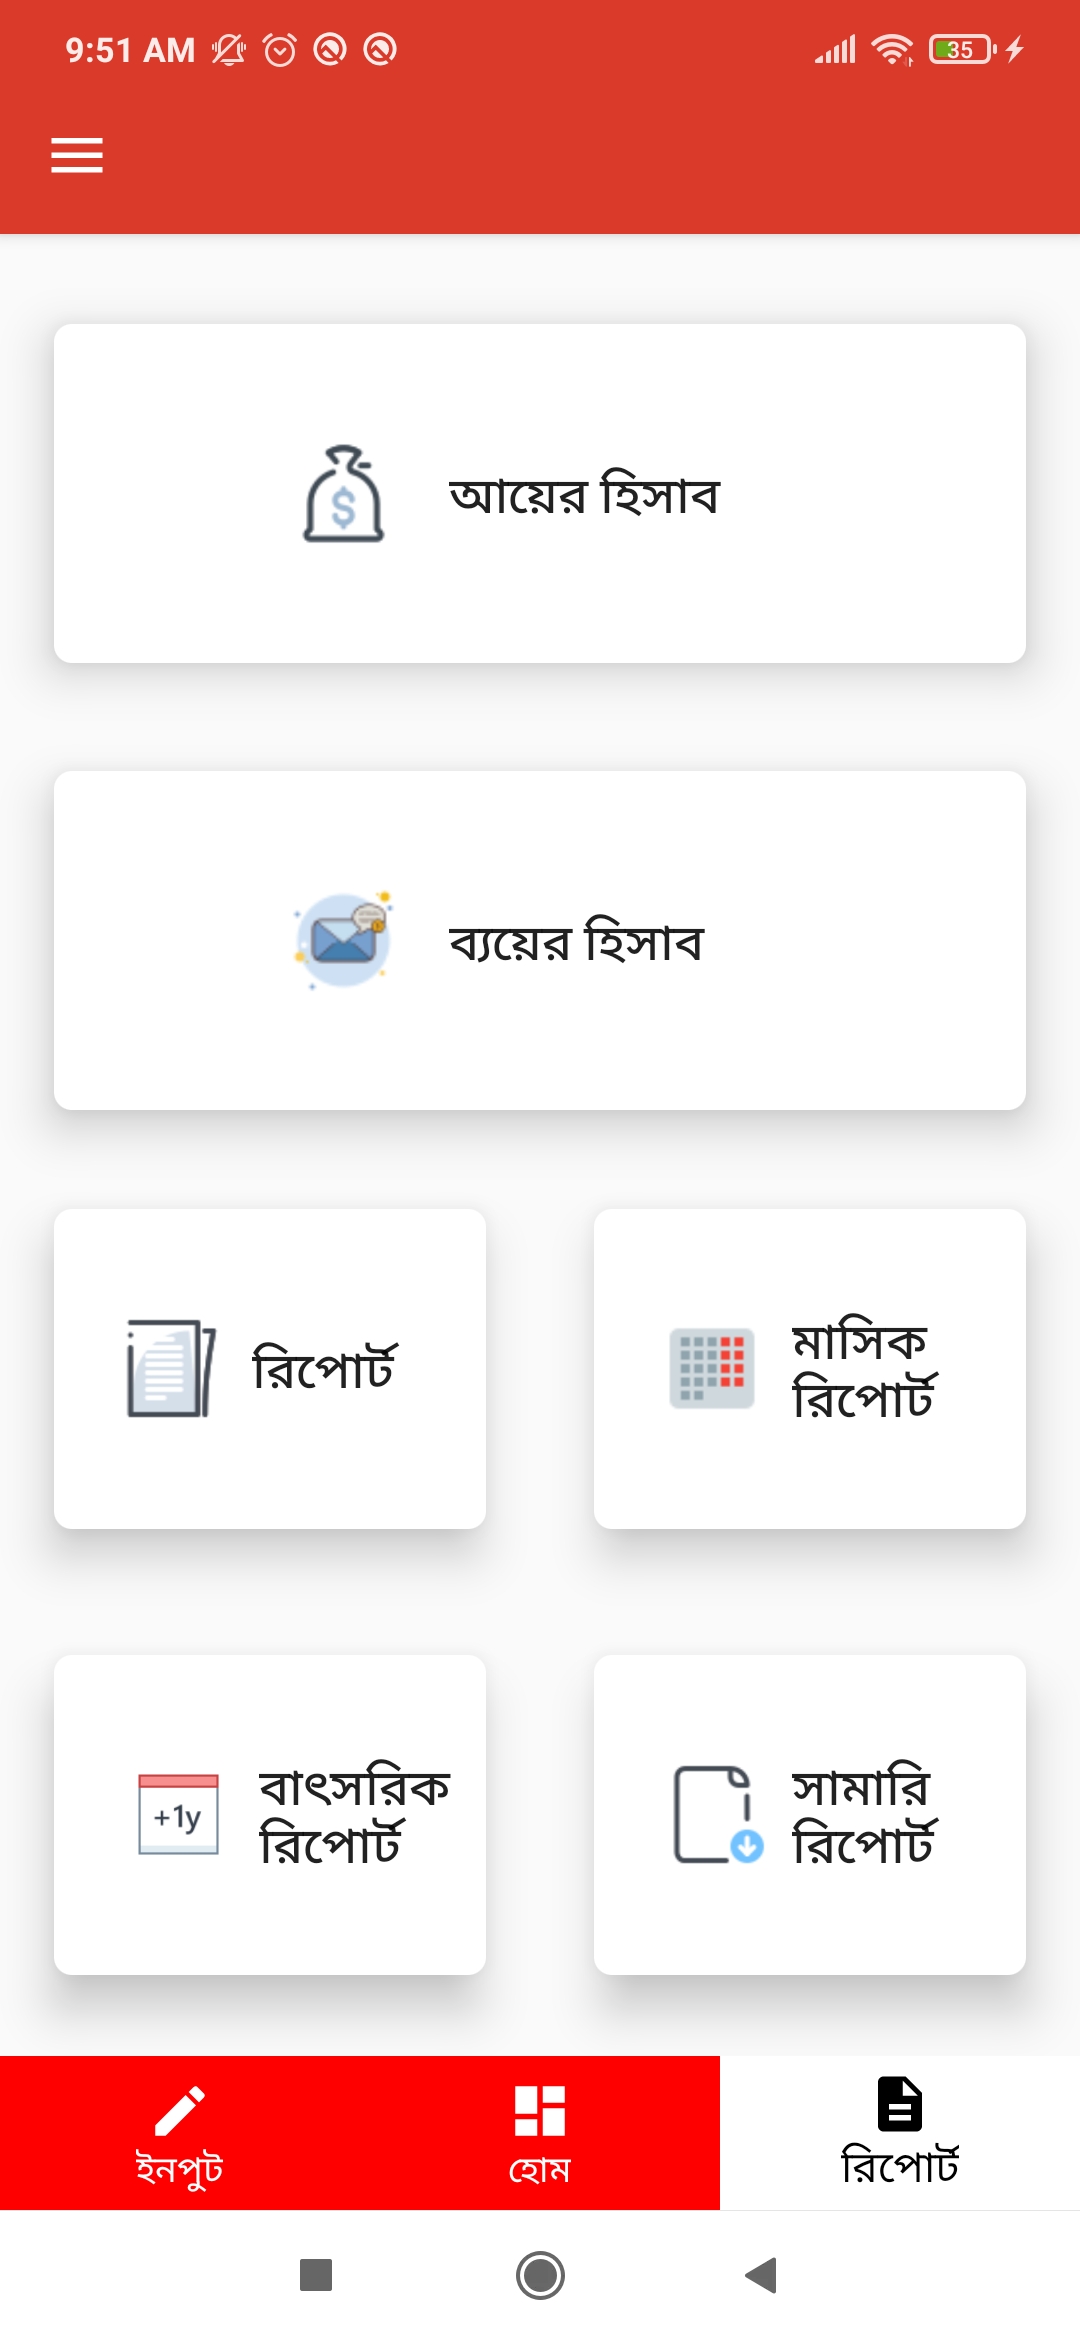 9:51 AM
35
$
আয়ের হিসাব
ব্যয়ের হিসাব
রিপোর্ট
মাসিক
রিপোর্ট
+1y
বাৎসরিক
রিপোর্ট
সামারি
রিপোর্ট
ইনপুট
হোম
রিপোর্ট